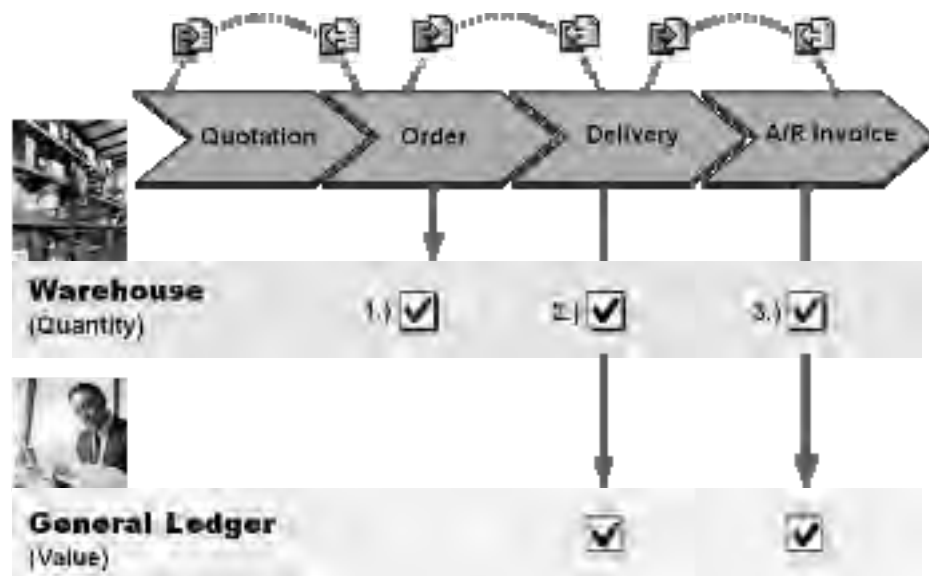 Quotation
Order
Delivery
A/R Invoice
Warehouse
(Quantity)
1.)
2.)
3.)
General Ledger
(Value)